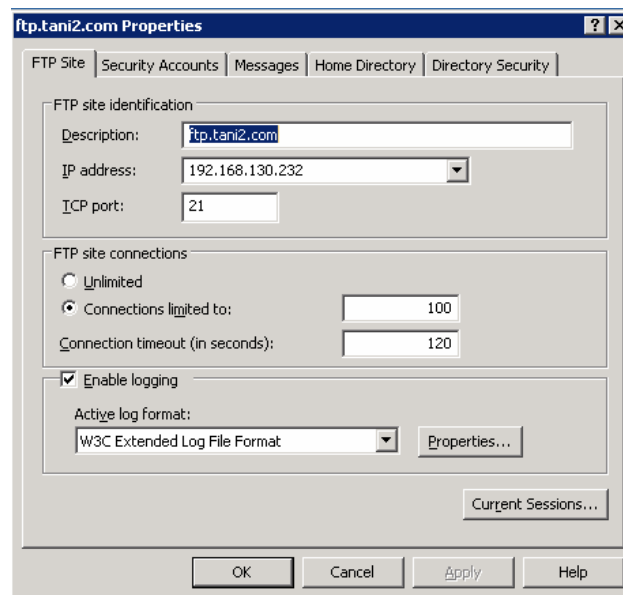 ftp.tani2.com Properties
FTP Site Security Accounts Messages Home Directory Directory Security
FTP site identification
Description: ftp.tani2.com
IP address: 192.168.130.232
TCP port: 21
FTP site connections
Unlimited
Connections limited to: 100
Connection timeout (in seconds): 120
Enable logging
Active log format:
W3C Extended Log File Format Properties...
Current Sessions...
OK Cancel Apply Help